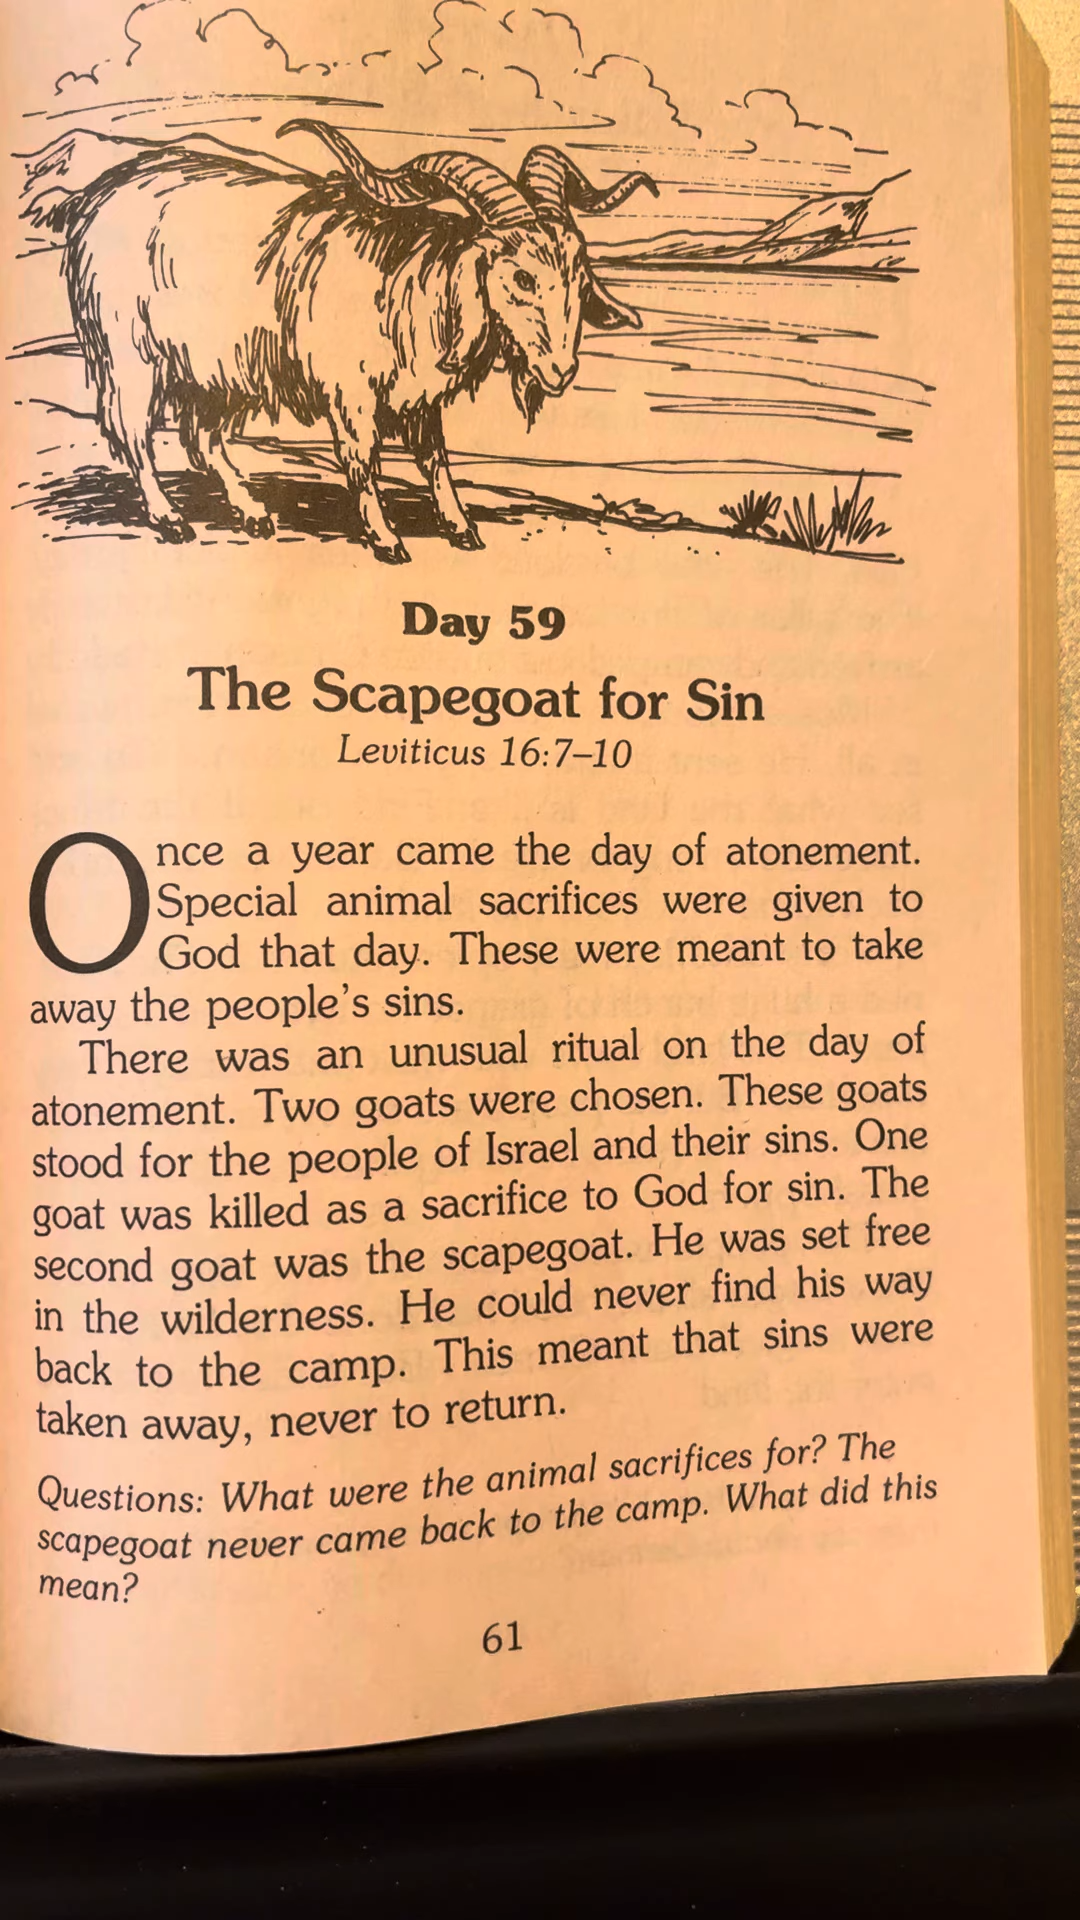 Day 59
The Scapegoat for Sin
Leviticus 16:7–10
Once a year came the day of atonement.
Special animal sacrifices were given to
God that day. These were meant to take
away the people's sins.
There was an unusual ritual on the day of
atonement. Two goats were chosen. These goats
stood for the people of Israel and their sins. One
goat was killed as a sacrifice to God for sin. The
second goat was the scapegoat. He was set free
in the wilderness. He could never find his way
back to the camp. This meant that sins were
taken away, never to return.
Questions: What were the animal sacrifices for? The
scapegoat never came back to the camp. What did this
mean?
61